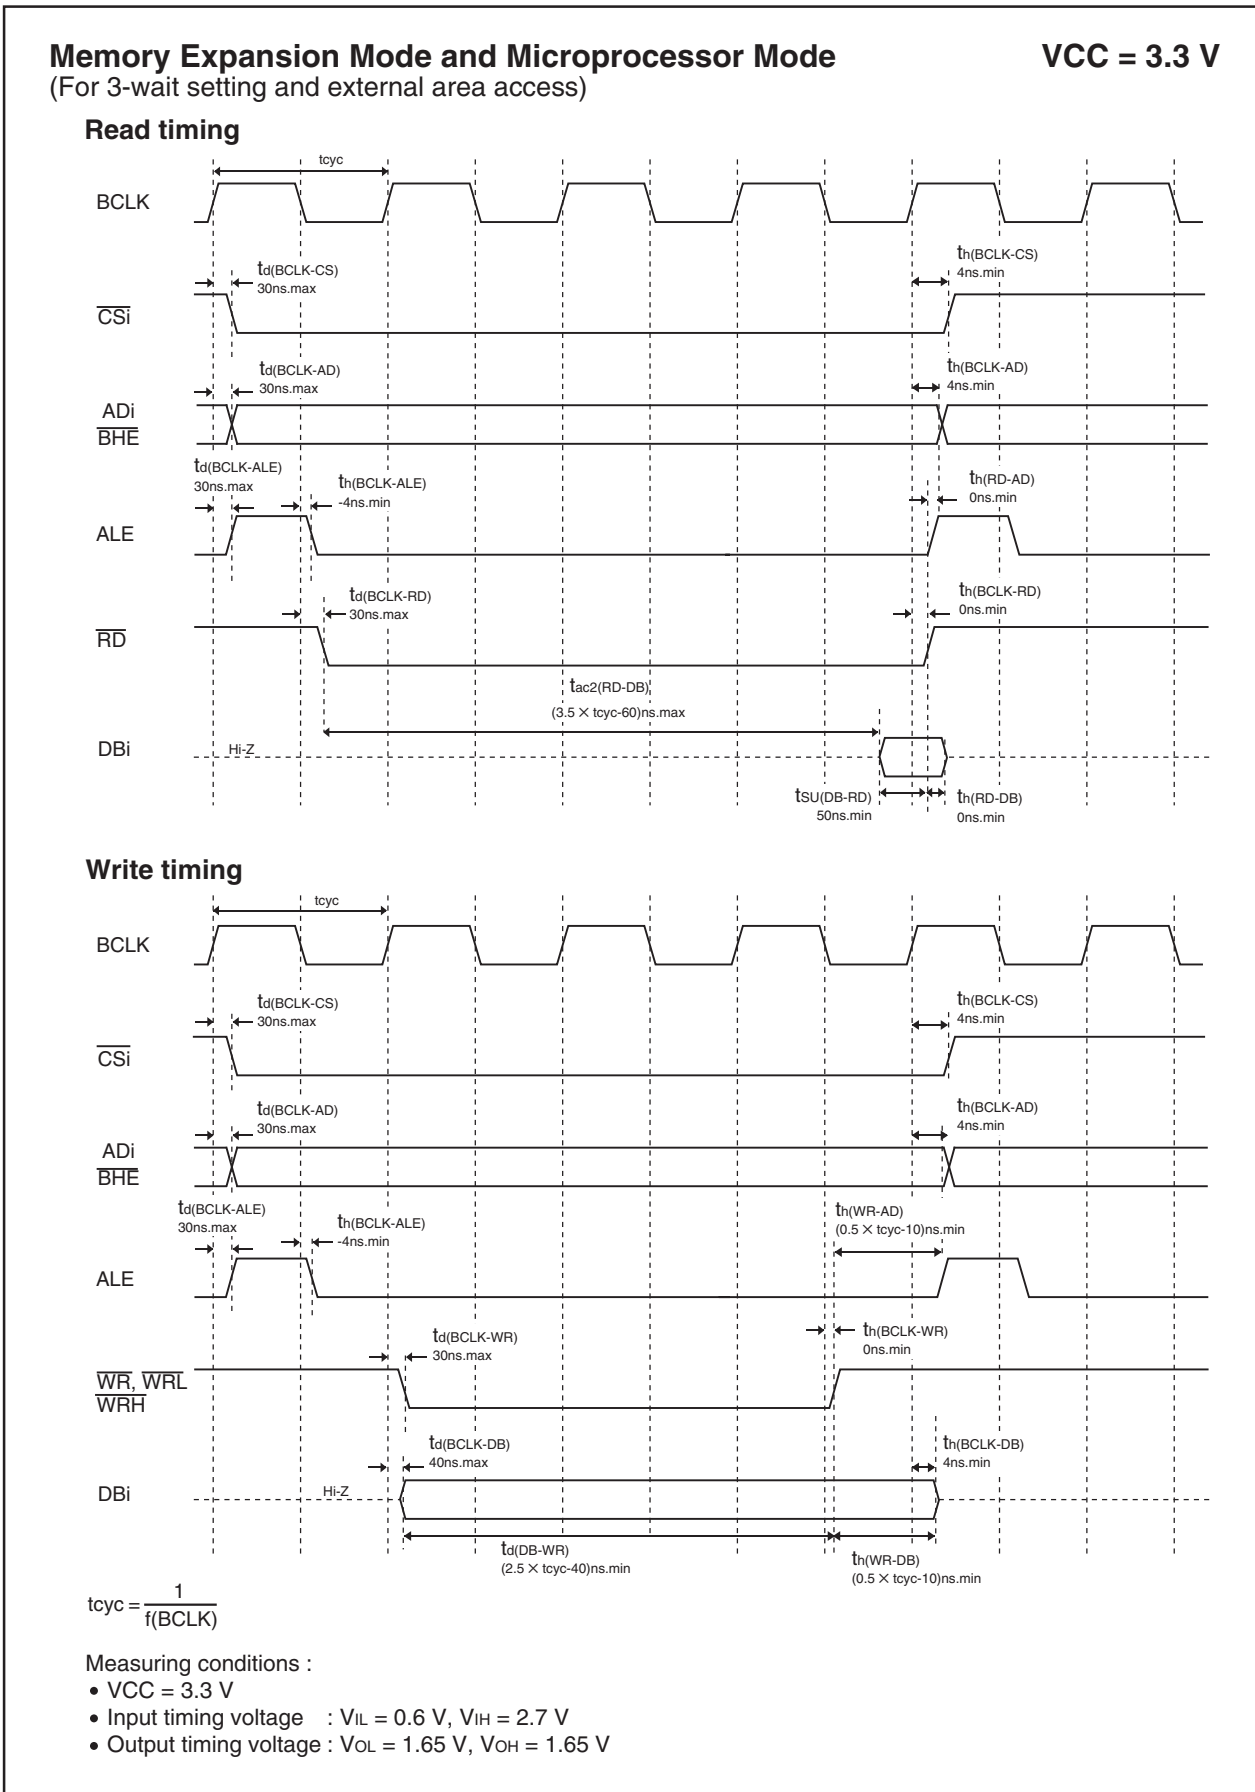 Memory Expansion Mode and Microprocessor Mode VCC = 3.3 V
(For 3-wait setting and external area access)
Read timing
tcyc
BCLK
td(BCLK-CS)
30ns.max
th(BCLK-CS)
4ns.min
CSi
td(BCLK-AD)
30ns.max
th(BCLK-AD)
4ns.min
ADi
BHE
td(BCLK-ALE)
30ns.max
th(BCLK-ALE)
-4ns.min
th(RD-AD)
0ns.min
ALE
td(BCLK-RD)
30ns.max
th(BCLK-RD)
0ns.min
RD
tac2(RD-DB)
(3.5 × tcyc-60)ns.max
DBi
Hi-Z
tSU(DB-RD)
50ns.min
th(RD-DB)
0ns.min
Write timing
tcyc
BCLK
td(BCLK-CS)
30ns.max
th(BCLK-CS)
4ns.min
CSi
td(BCLK-AD)
30ns.max
th(BCLK-AD)
4ns.min
ADi
BHE
td(BCLK-ALE)
30ns.max
th(BCLK-ALE)
-4ns.min
th(WR-AD)
(0.5 × tcyc-10)ns.min
ALE
td(BCLK-WR)
30ns.max
th(BCLK-WR)
0ns.min
WR, WRL
WRH
td(BCLK-DB)
40ns.max
th(BCLK-DB)
4ns.min
DBi
Hi-Z
td(DB-WR)
(2.5 × tcyc-40)ns.min
th(WR-DB)
(0.5 × tcyc-10)ns.min
tcyc = 1
f(BCLK)
Measuring conditions :
• VCC = 3.3 V
• Input timing voltage : VIL = 0.6 V, VIH = 2.7 V
• Output timing voltage : VOL = 1.65 V, VOH = 1.65 V